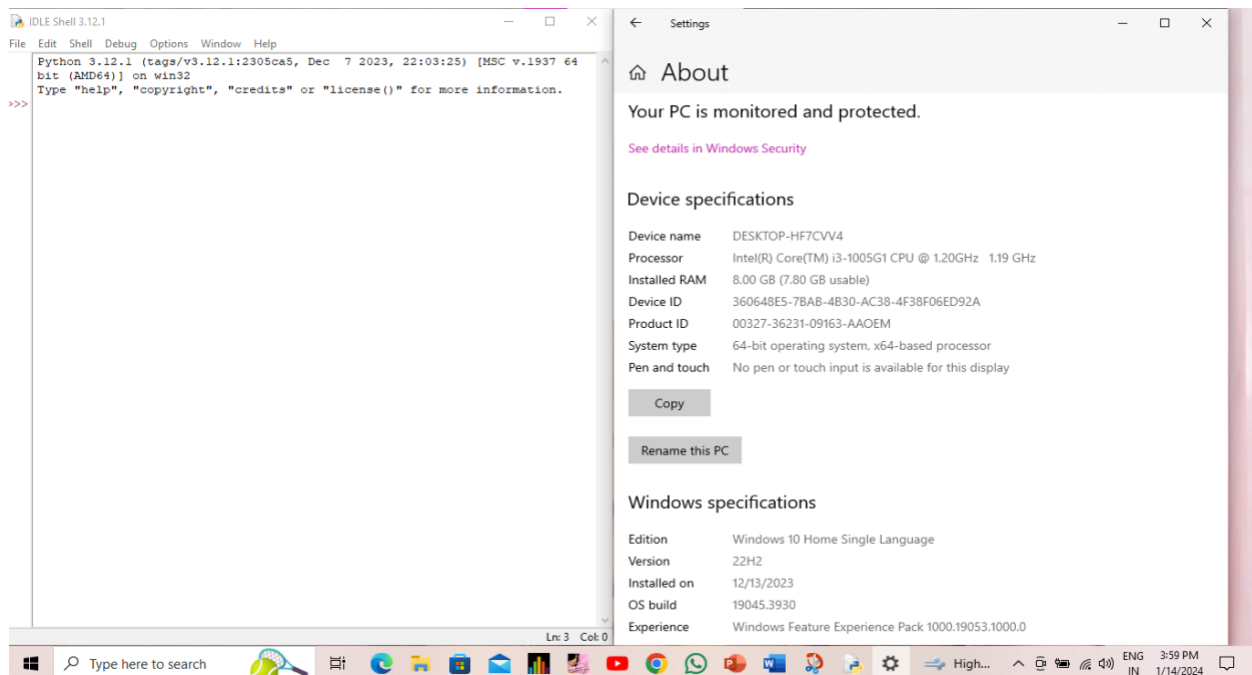 IDLE Shell 3.12.1
File Edit Shell Debug Options Window Help
Python 3.12.1 (tags/v3.12.1:2305ca5, Dec  7 2023, 22:03:25) [MSC v.1937 64
bit (AMD64)] on win32
Type "help", "copyright", "credits" or "license()" for more information.
>>>
Ln: 3 Col: 0
Settings
About
Your PC is monitored and protected.
See details in Windows Security
Device specifications
Device name DESKTOP-HF7CVV4
Processor Intel(R) Core(TM) i3-1005G1 CPU @ 1.20GHz 1.19 GHz
Installed RAM 8.00 GB (7.80 GB usable)
Device ID 360648E5-7BAB-4B30-AC38-4F38F06ED92A
Product ID 00327-36231-09163-AAOEM
System type 64-bit operating system, x64-based processor
Pen and touch No pen or touch input is available for this display
Copy
Rename this PC
Windows specifications
Edition Windows 10 Home Single Language
Version 22H2
Installed on 12/13/2023
OS build 19045.3930
Experience Windows Feature Experience Pack 1000.19053.1000.0
Type here to search
High...
ENG
IN
3:59 PM
1/14/2024